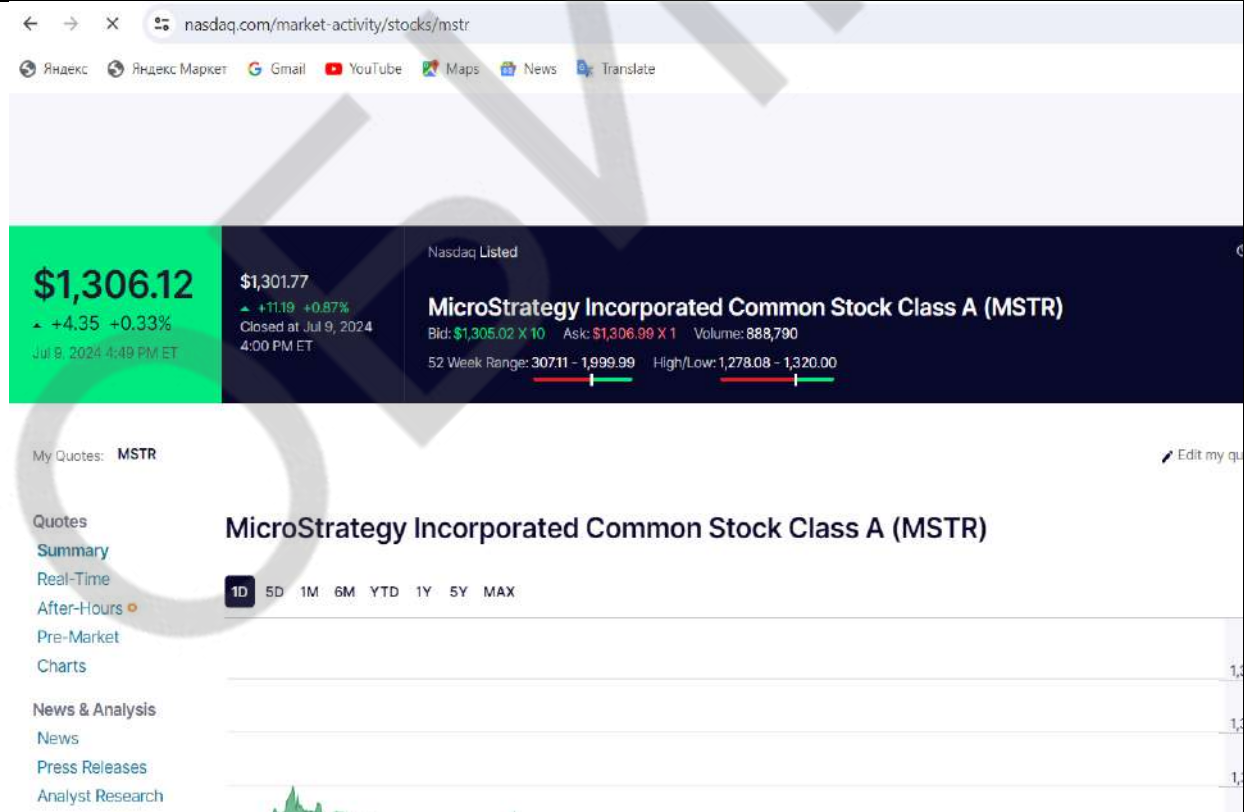 nasdaq.com/market-activity/stocks/mstr
Яндекс Яндекс Маркет Gmail YouTube Maps News Translate
$1,306.12
+4.35 +0.33%
Jul 9, 2024 4:49 PM ET
$1,301.77
+11.19 +0.87%
Closed at Jul 9, 2024
4:00 PM ET
Nasdaq Listed
MicroStrategy Incorporated Common Stock Class A (MSTR)
Bid: $1,305.02 X 10 Ask: $1,306.99 X 1 Volume: 888,790
52 Week Range: 307.11 - 1,999.99 High/Low: 1,278.08 - 1,320.00
My Quotes: MSTR
Edit my qu
Quotes
Summary
Real-Time
After-Hours
Pre-Market
Charts
News & Analysis
News
Press Releases
Analyst Research
MicroStrategy Incorporated Common Stock Class A (MSTR)
1D 5D 1M 6M YTD 1Y 5Y MAX